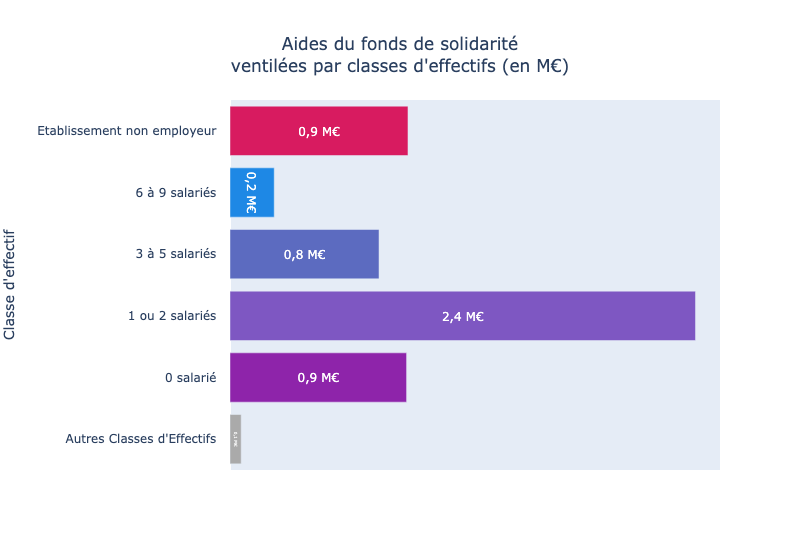 Aides du fonds de solidarité
ventilées par classes d'effectifs (en M€)
Etablissement non employeur
0,9 M€
6 à 9 salariés
0,2 M€
3 à 5 salariés
0,8 M€
Classe d'effectif
1 ou 2 salariés
2,4 M€
0 salarié
0,9 M€
Autres Classes d'Effectifs